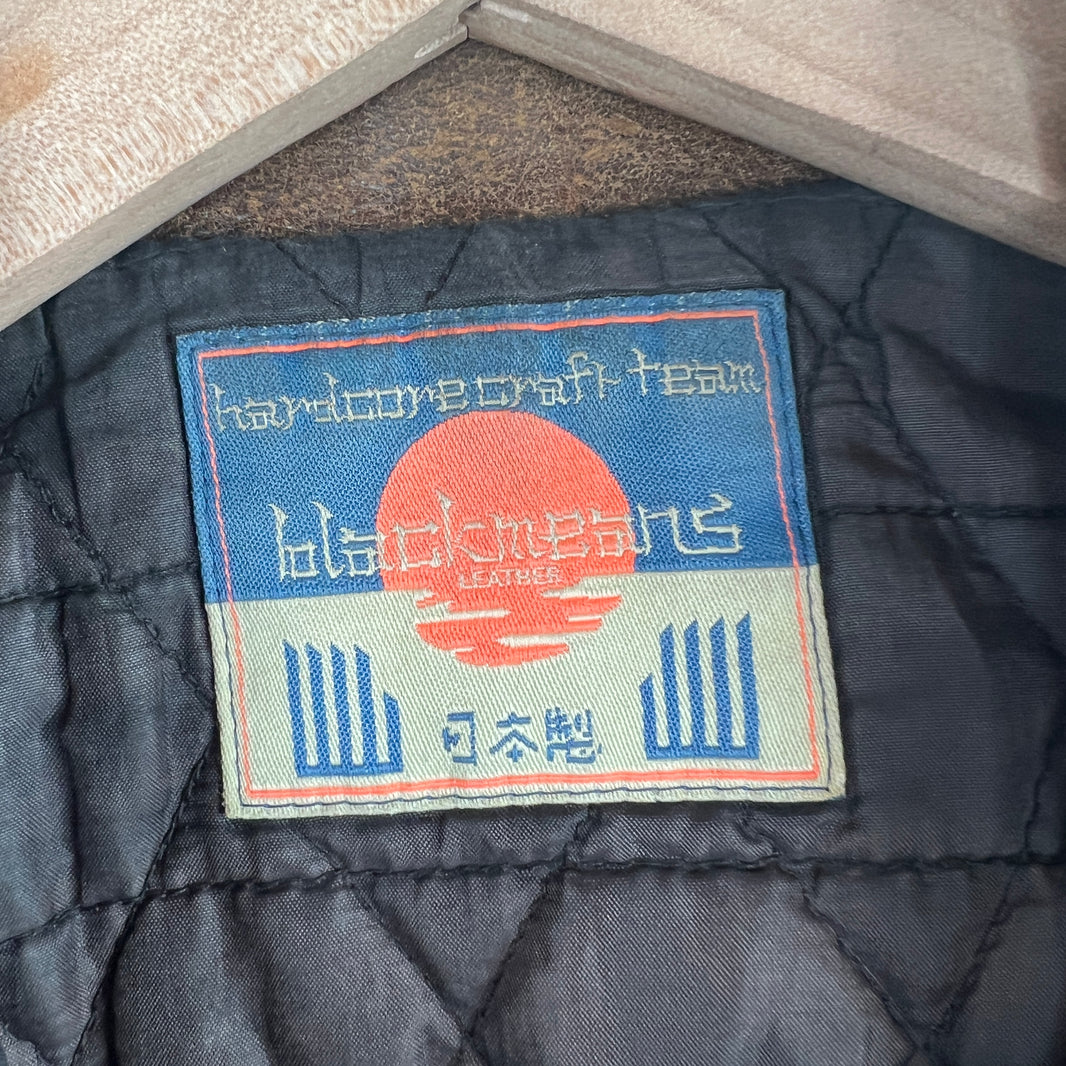 hardcore craft team
blackmeans
LEATHER
日本製